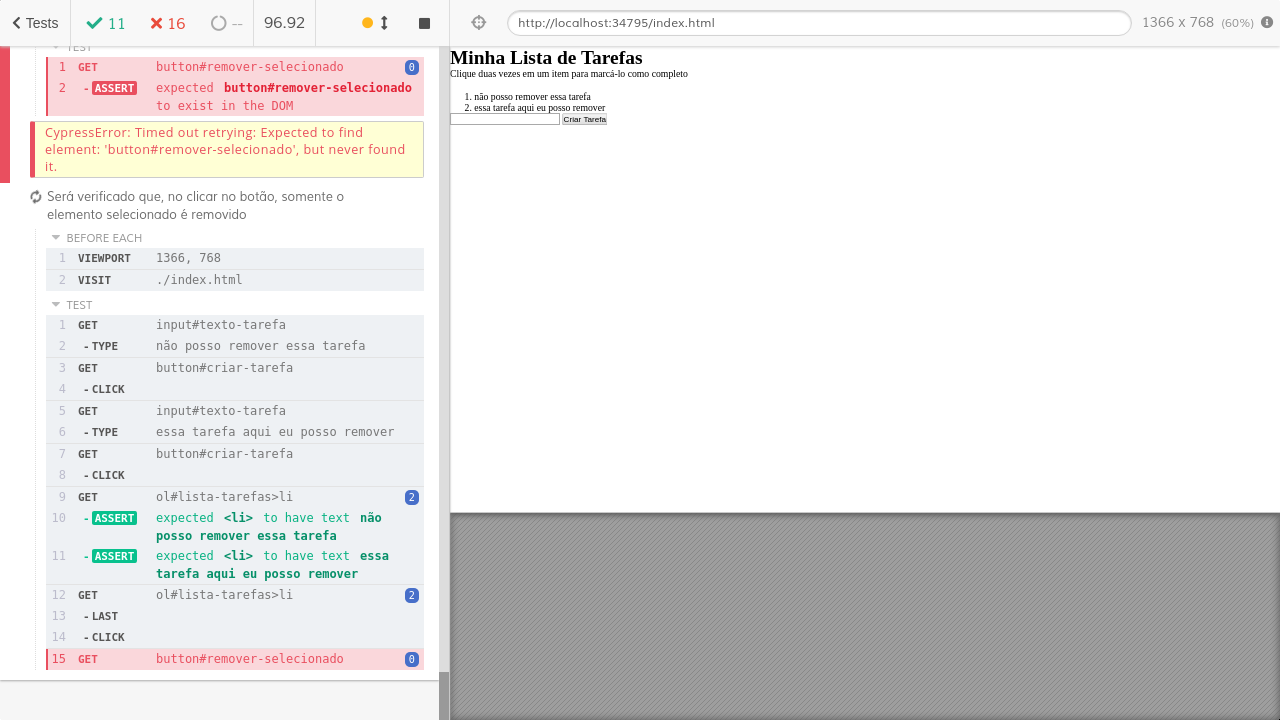 Tests
11
16
--
96.92
http://localhost:34795/index.html
1366 x 768 (60%)
TEST
1 GET button#remover-selecionado 0
2 - ASSERT expected button#remover-selecionado
to exist in the DOM
CypressError: Timed out retrying: Expected to find
element: 'button#remover-selecionado', but never found
it.
Será verificado que, no clicar no botão, somente o
elemento selecionado é removido
BEFORE EACH
1 VIEWPORT 1366, 768
2 VISIT ./index.html
TEST
1 GET input#texto-tarefa
2 - TYPE não posso remover essa tarefa
3 GET button#criar-tarefa
4 - CLICK
5 GET input#texto-tarefa
6 - TYPE essa tarefa aqui eu posso remover
7 GET button#criar-tarefa
8 - CLICK
9 GET ol#lista-tarefas>li 2
10 - ASSERT expected <li> to have text não
posso remover essa tarefa
11 - ASSERT expected <li> to have text essa
tarefa aqui eu posso remover
12 GET ol#lista-tarefas>li 2
13 - LAST
14 - CLICK
15 GET button#remover-selecionado 0
Minha Lista de Tarefas
Clique duas vezes em um item para marcá-lo como completo
1. não posso remover essa tarefa
2. essa tarefa aqui eu posso remover
Criar Tarefa